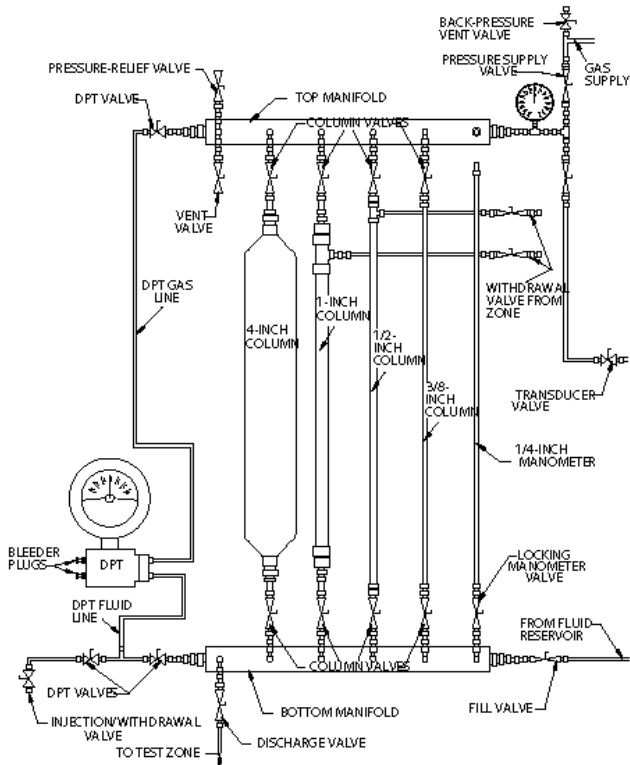 BACK-PRESSURE
VENT VALVE
PRESSURE SUPPLY
VALVE
GAS
SUPPLY
PRESSURE-RELIEF VALVE
DPT VALVE
TOP MANIFOLD
COLUMN VALVES
VENT
VALVE
DPT GAS
LINE
4-INCH
COLUMN
1-INCH
COLUMN
1/2-
INCH
COLUMN
3/8-
INCH
COLUMN
WITHDRAWAL
VALVE FROM
ZONE
TRANSDUCER
VALVE
1/4-INCH
MANOMETER
BLEEDER
PLUGS
DPT
DPT FLUID
LINE
LOCKING
MANOMETER
VALVE
FROM FLUID
RESERVOIR
COLUMN VALVES
DPT VALVES
INJECTION/WITHDRAWAL
VALVE
BOTTOM MANIFOLD
FILL VALVE
DISCHARGE VALVE
TO TEST ZONE